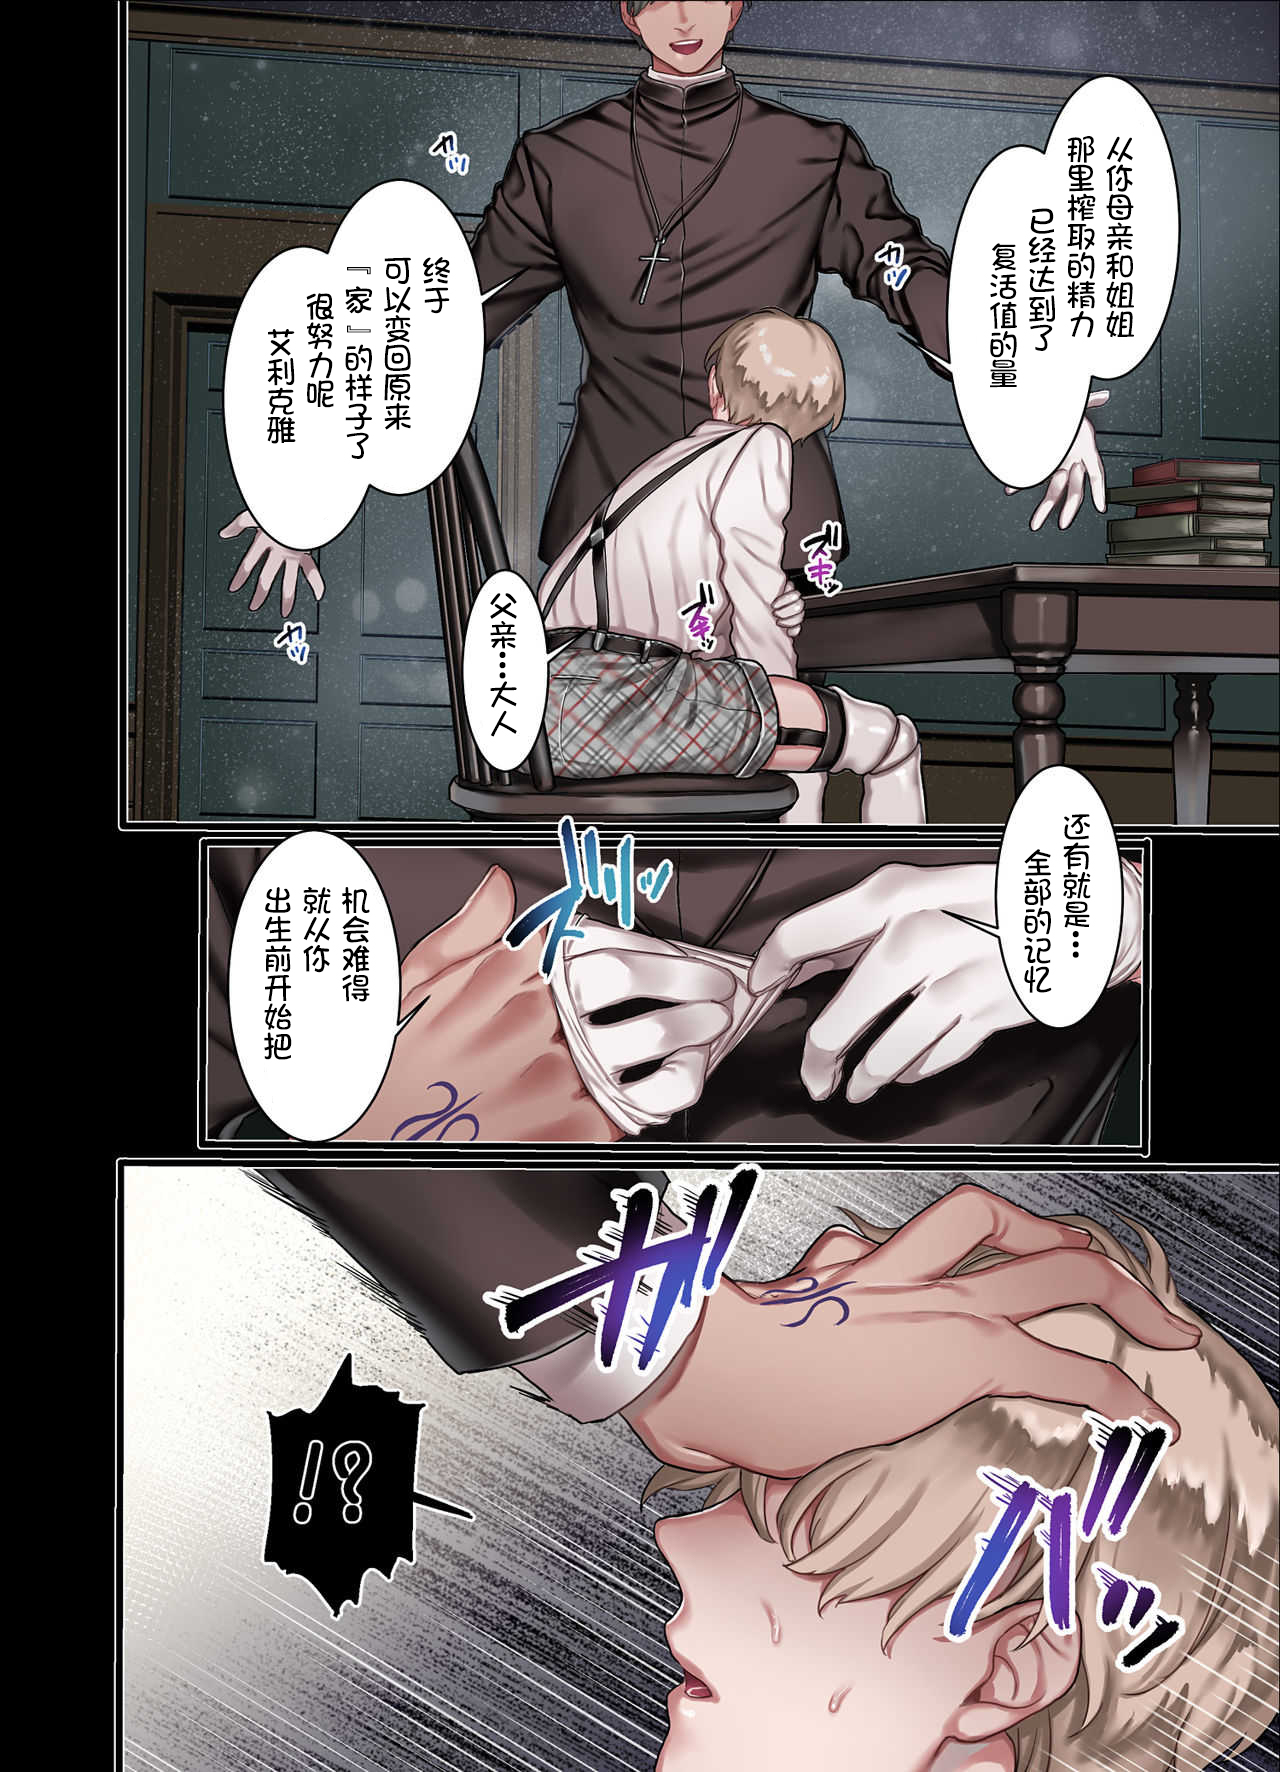 从你母亲和姐姐
那里搾取的精力
已经达到了
复活值的量
终于
可以变回原来
『家』的样子了
很努力呢
艾利克雅
父亲…大人
还有就是…
全部的记忆
机会难得
就从你
出生前开始把
!?